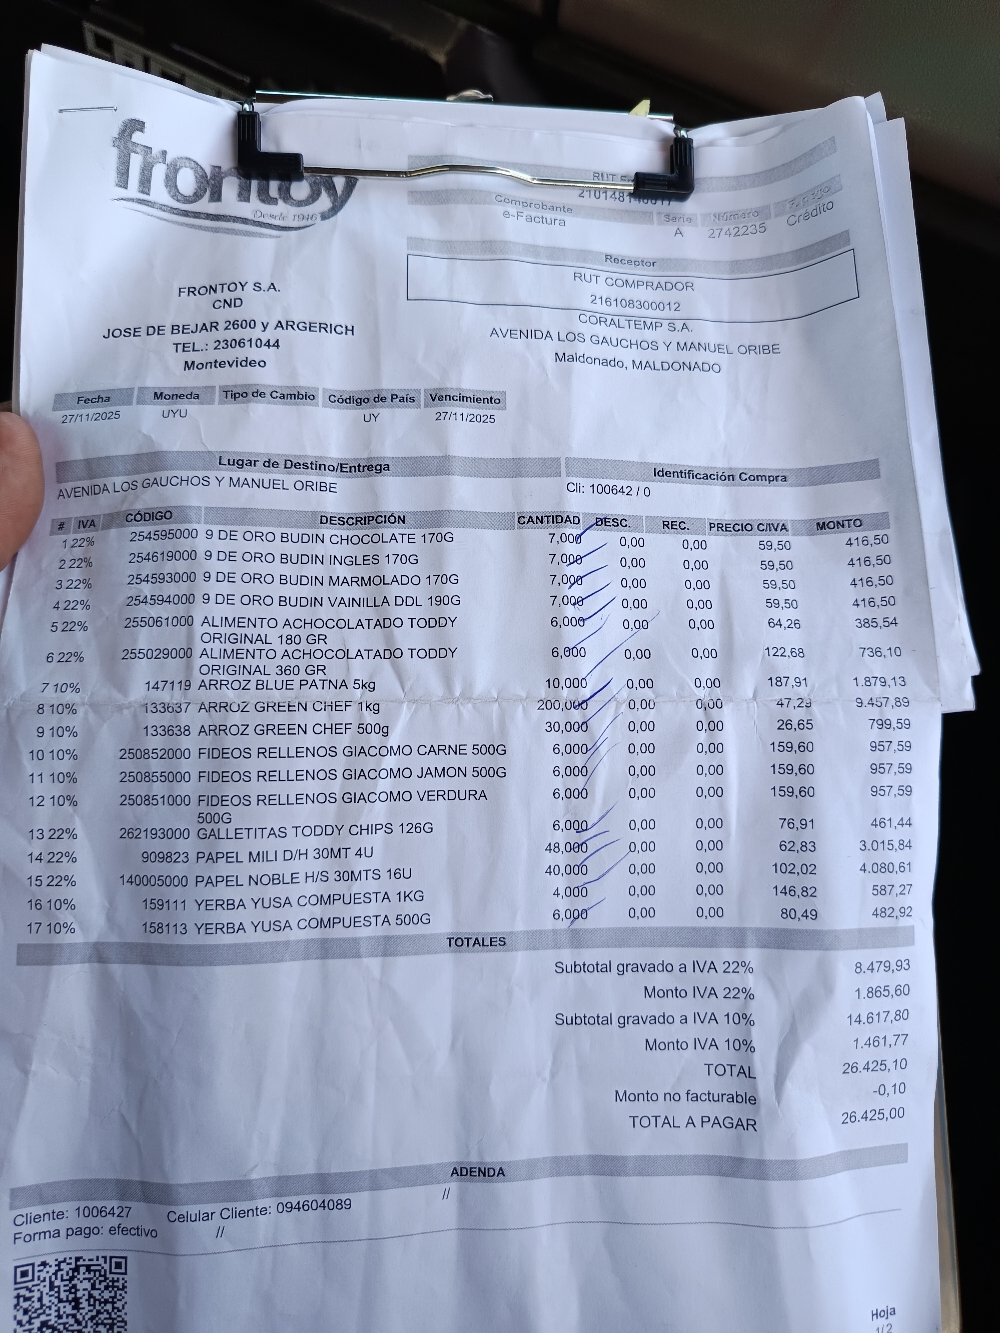 frontoy
Desde 1946
RUT
Comprobante Serie Número
e-Factura A 2742235 Crédito
Receptor
RUT COMPRADOR
216108300012
CORALTEMP S.A.
AVENIDA LOS GAUCHOS Y MANUEL ORIBE
Maldonado, MALDONADO
FRONTOY S.A.
CND
JOSE DE BEJAR 2600 y ARGERICH
TEL.: 23061044
Montevideo
Fecha Moneda Tipo de Cambio Código de País Vencimiento
27/11/2025 UYU UY 27/11/2025
Lugar de Destino/Entrega Identificación Compra
AVENIDA LOS GAUCHOS Y MANUEL ORIBE Cli: 100642 / 0
# IVA CÓDIGO DESCRIPCIÓN CANTIDAD DESC. REC. PRECIO C/IVA MONTO
1 22% 254595000 9 DE ORO BUDIN CHOCOLATE 170G 7,000 0,00 0,00 59,50 416,50
2 22% 254619000 9 DE ORO BUDIN INGLES 170G 7,000 0,00 0,00 59,50 416,50
3 22% 254593000 9 DE ORO BUDIN MARMOLADO 170G 7,000 0,00 0,00 59,50 416,50
4 22% 254594000 9 DE ORO BUDIN VAINILLA DDL 190G 7,000 0,00 0,00 59,50 416,50
5 22% 255061000 ALIMENTO ACHOCOLATADO TODDY 6,000 0,00 0,00 64,26 385,54
ORIGINAL 180 GR
6 22% 255029000 ALIMENTO ACHOCOLATADO TODDY 6,000 0,00 0,00 122,68 736,10
ORIGINAL 360 GR
7 10% 147119 ARROZ BLUE PATNA 5kg 10,000 0,00 0,00 187,91 1.879,13
8 10% 133637 ARROZ GREEN CHEF 1kg 200,000 0,00 0,00 47,29 9.457,89
9 10% 133638 ARROZ GREEN CHEF 500g 30,000 0,00 0,00 26,65 799,59
10 10% 250852000 FIDEOS RELLENOS GIACOMO CARNE 500G 6,000 0,00 0,00 159,60 957,59
11 10% 250855000 FIDEOS RELLENOS GIACOMO JAMON 500G 6,000 0,00 0,00 159,60 957,59
12 10% 250851000 FIDEOS RELLENOS GIACOMO VERDURA 6,000 0,00 0,00 159,60 957,59
500G
13 22% 262193000 GALLETITAS TODDY CHIPS 126G 6,000 0,00 0,00 76,91 461,44
14 22% 909823 PAPEL MILI D/H 30MT 4U 48,000 0,00 0,00 62,83 3.015,84
15 22% 140005000 PAPEL NOBLE H/S 30MTS 16U 40,000 0,00 0,00 102,02 4.080,61
16 10% 159111 YERBA YUSA COMPUESTA 1KG 4,000 0,00 0,00 146,82 587,27
17 10% 158113 YERBA YUSA COMPUESTA 500G 6,000 0,00 0,00 80,49 482,92
TOTALES
Subtotal gravado a IVA 22% 8.479,93
Monto IVA 22% 1.865,60
Subtotal gravado a IVA 10% 14.617,80
Monto IVA 10% 1.461,77
TOTAL 26.425,10
Monto no facturable -0,10
TOTAL A PAGAR 26.425,00
ADENDA
Cliente: 1006427 Celular Cliente: 094604089 //
Forma pago: efectivo //
Hoja
1/2